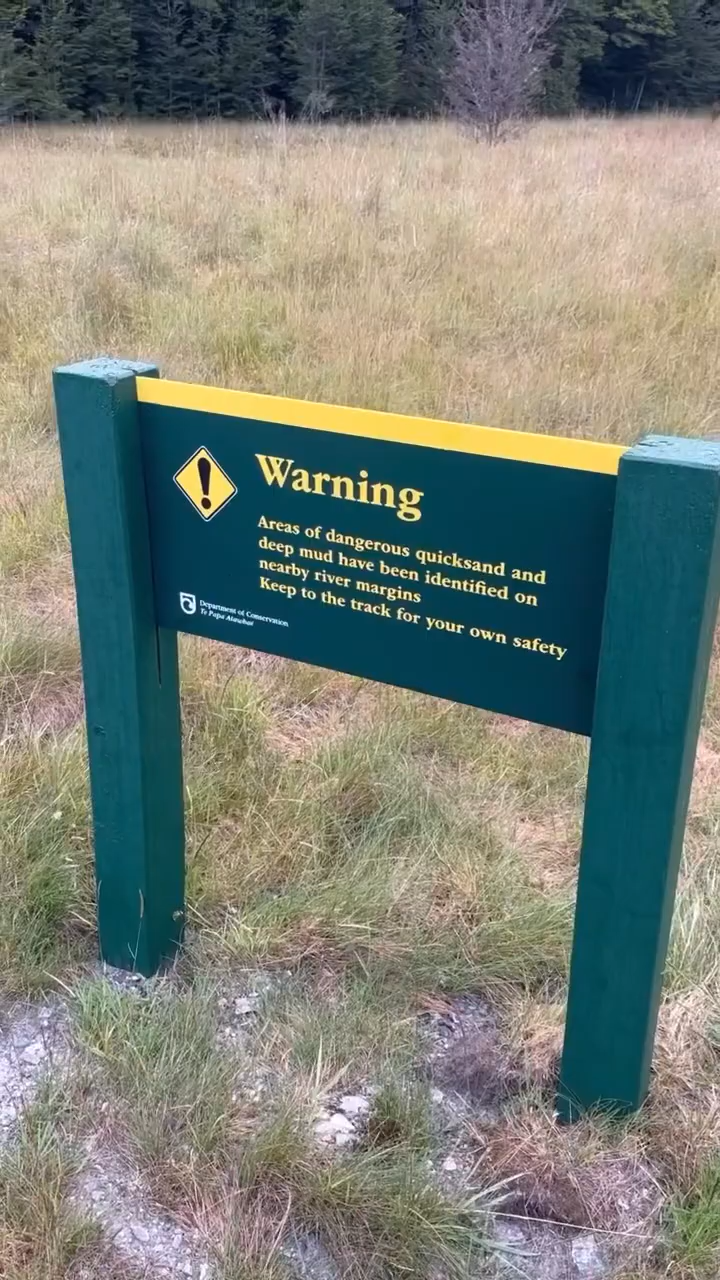 Warning
Areas of dangerous quicksand and
deep mud have been identified on
nearby river margins
Keep to the track for your own safety
Department of Conservation
Te Papa Atawhai